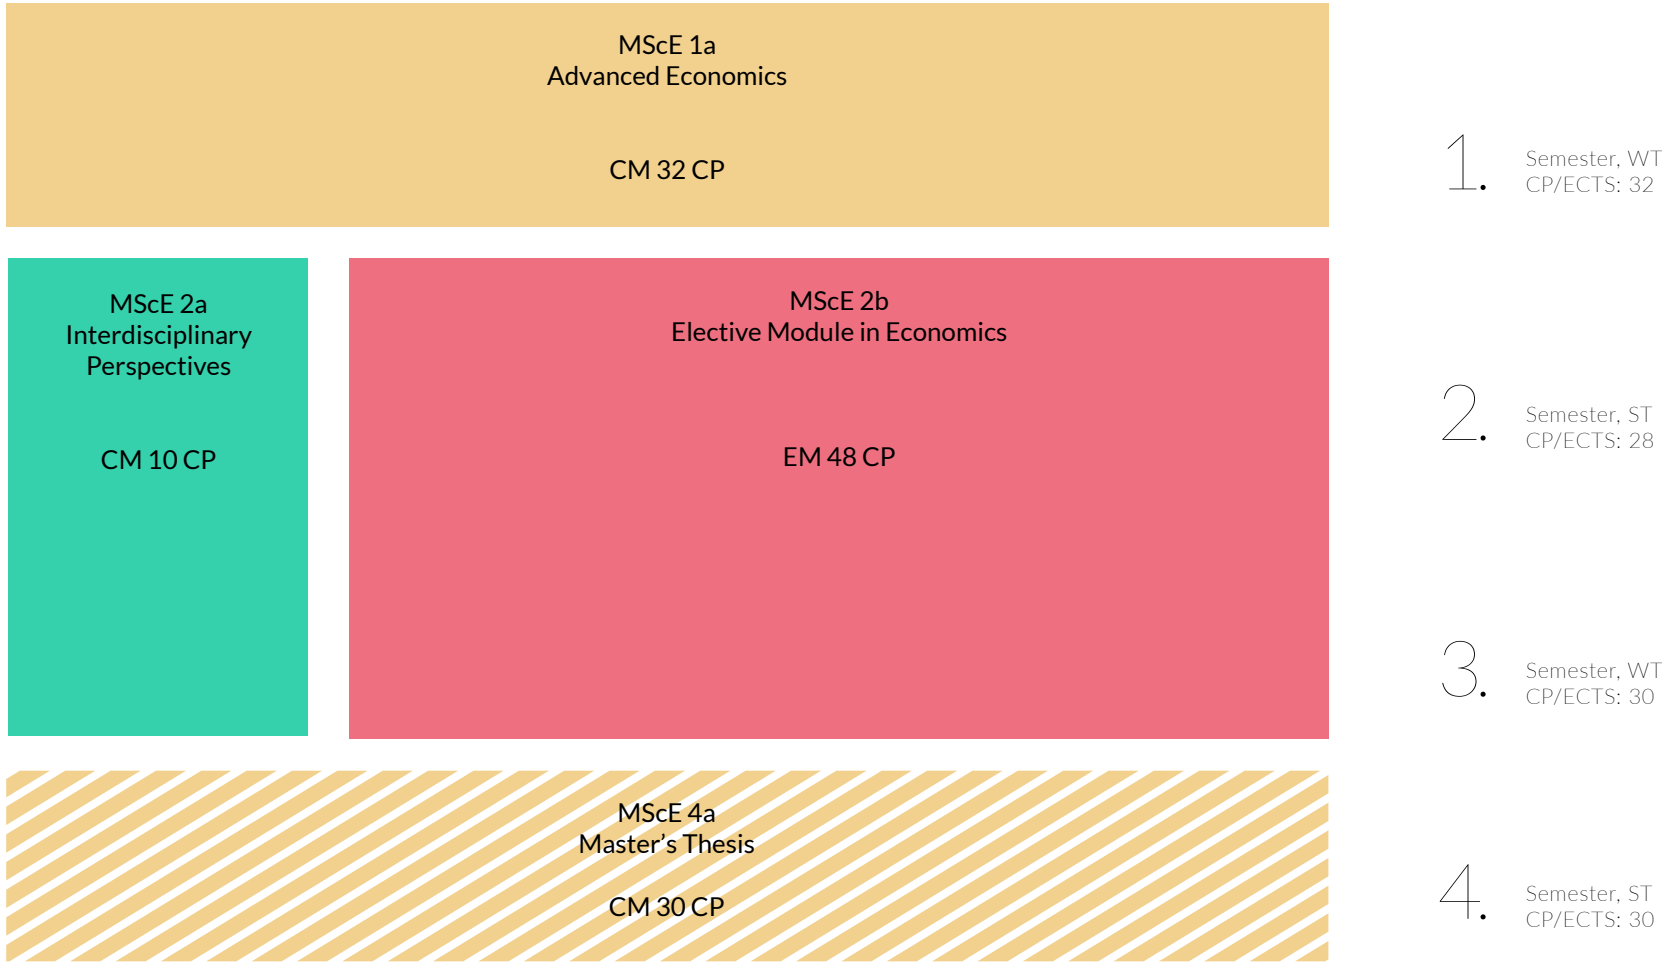 MScE 1a
Advanced Economics
CM 32 CP
1.
Semester, WT
CP/ECTS: 32
MScE 2a
Interdisciplinary
Perspectives
CM 10 CP
MScE 2b
Elective Module in Economics
EM 48 CP
2.
Semester, ST
CP/ECTS: 28
3.
Semester, WT
CP/ECTS: 30
MScE 4a
Master’s Thesis
CM 30 CP
4.
Semester, ST
CP/ECTS: 30